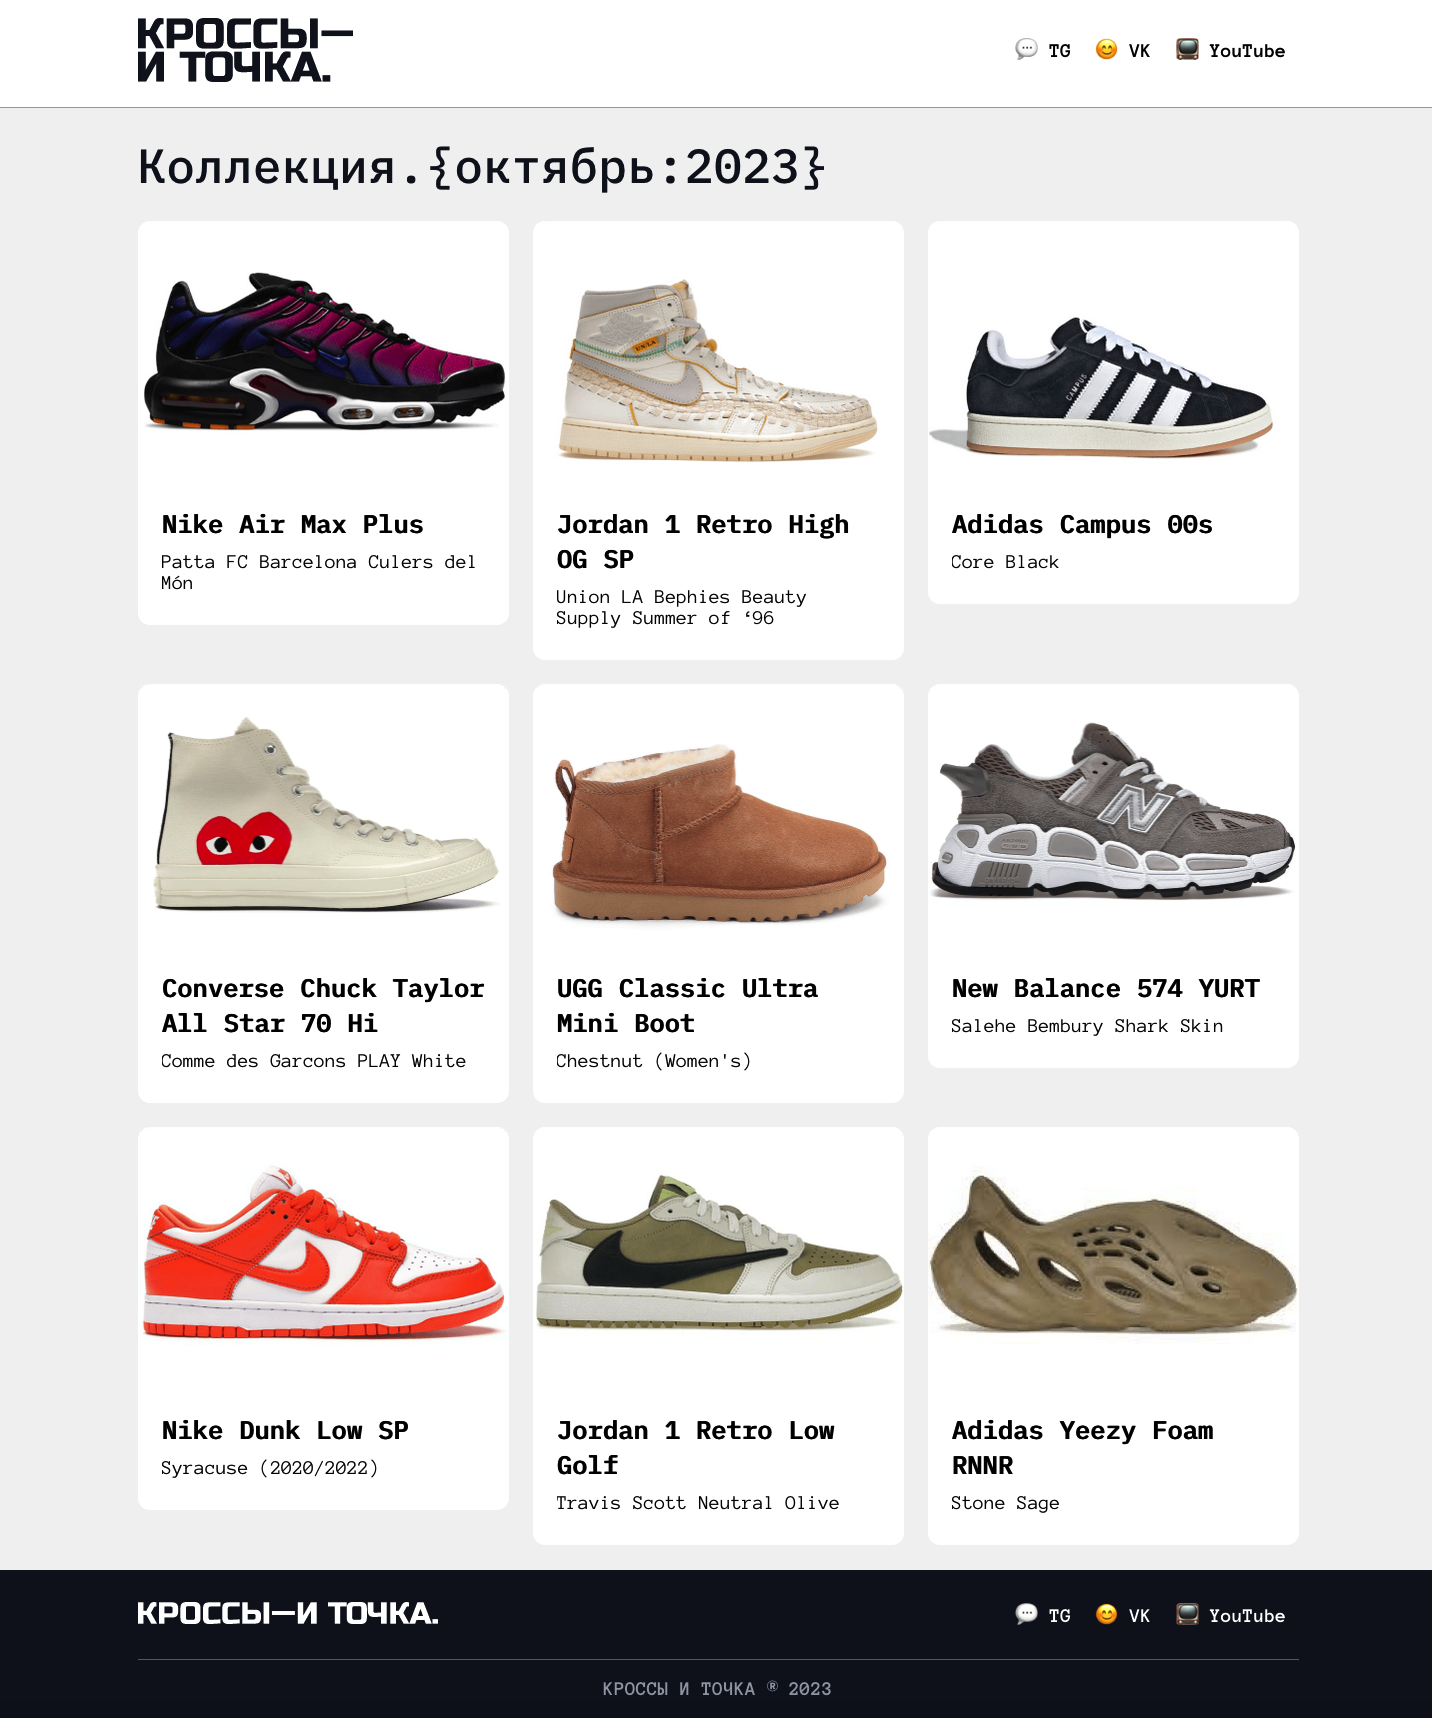 КРОССЫ—
И ТОЧКА.
TG VK YouTube
Коллекция.{октябрь:2023}
UN/LA
CAMPUS
Nike Air Max Plus
Patta FC Barcelona Culers del
Món
Jordan 1 Retro High
OG SP
Union LA Bephies Beauty
Supply Summer of ‘96
Adidas Campus 00s
Core Black
Converse Chuck Taylor
All Star 70 Hi
Comme des Garcons PLAY White
UGG Classic Ultra
Mini Boot
Chestnut (Women's)
New Balance 574 YURT
Salehe Bembury Shark Skin
Nike Dunk Low SP
Syracuse (2020/2022)
Jordan 1 Retro Low
Golf
Travis Scott Neutral Olive
Adidas Yeezy Foam
RNNR
Stone Sage
КРОССЫ—И ТОЧКА.
TG VK YouTube
КРОССЫ И ТОЧКА ® 2023